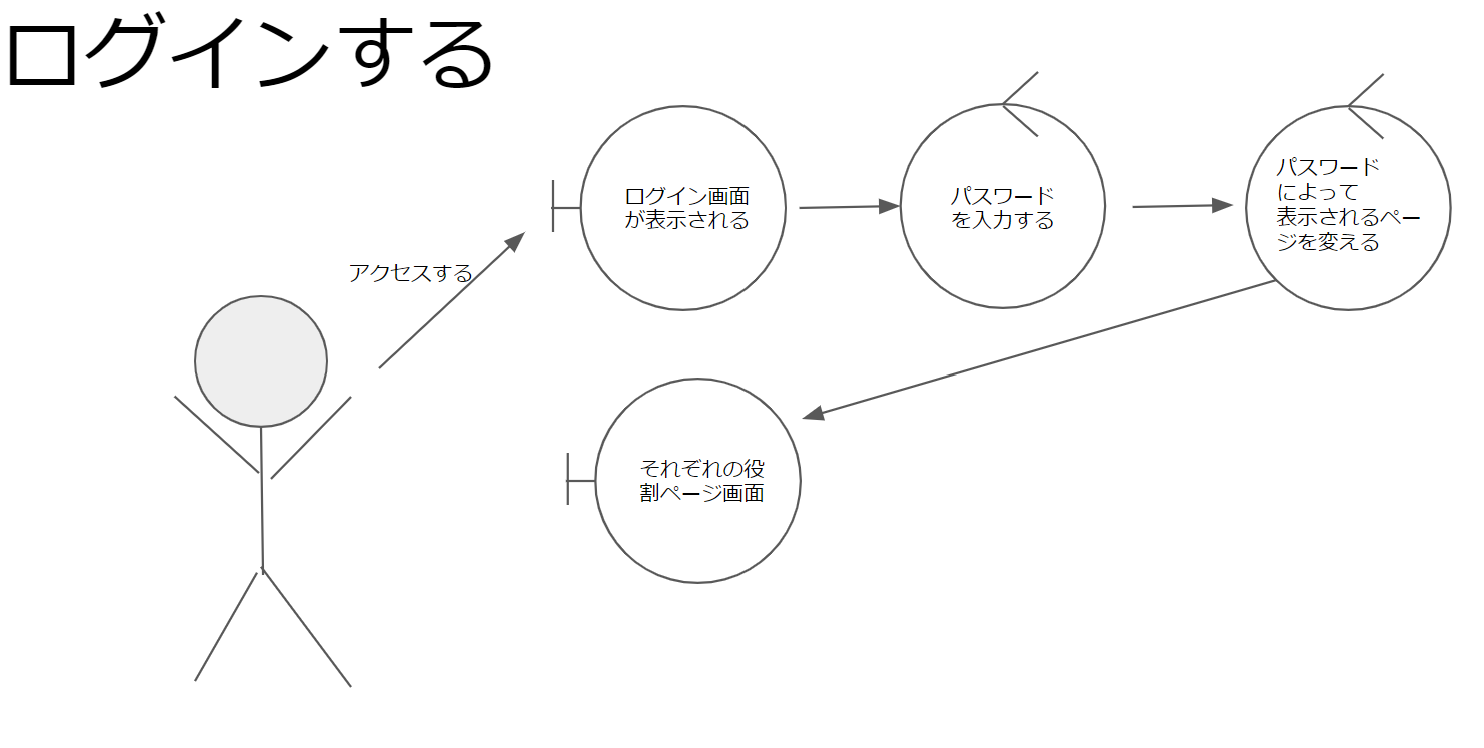 ログインする
アクセスする
ログイン画面
が表示される
パスワード
を入力する
パスワード
によって
表示されるペー
ジを変える
それぞれの役
割ページ画面